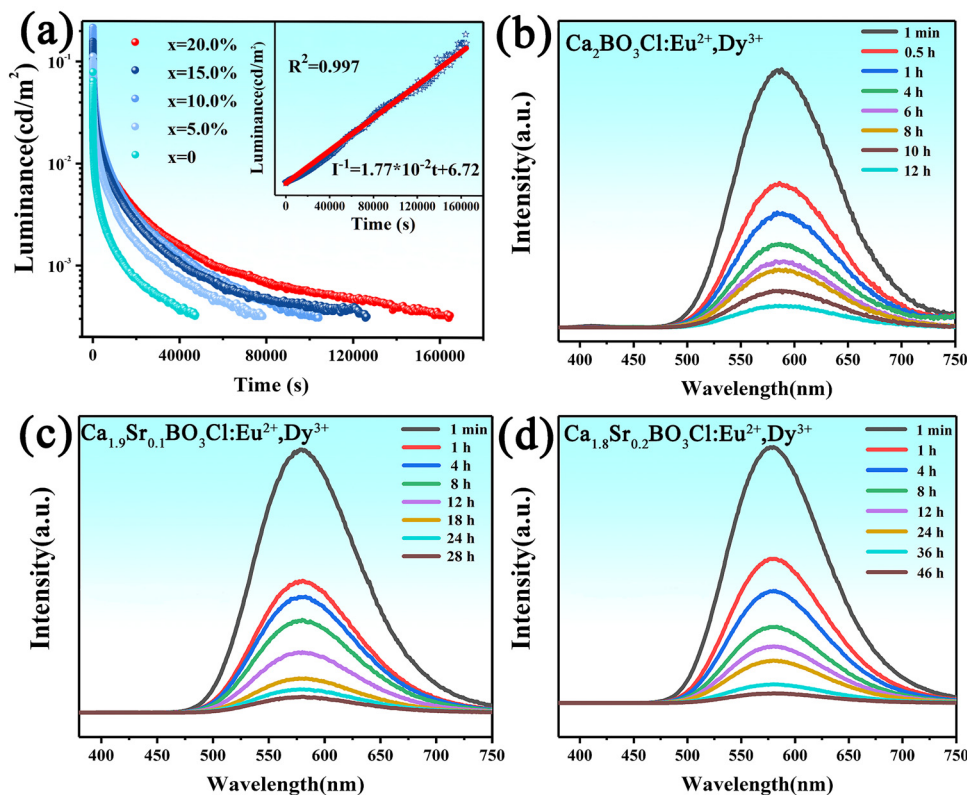 (a)
Luminance(cd/m²)
10⁻¹
10⁻²
10⁻³
x=20.0%
x=15.0%
x=10.0%
x=5.0%
x=0
0 40000 80000 120000 160000
Time (s)
Luminance(cd/m²)
R²=0.997
I⁻¹=1.77*10⁻²t+6.72
0 40000 80000 120000 160000
Time (s)
(b)
Ca₂BO₃Cl:Eu²⁺,Dy³⁺
1 min
0.5 h
1 h
4 h
6 h
8 h
10 h
12 h
Intensity(a.u.)
400 450 500 550 600 650 700 750
Wavelength(nm)
(c)
Ca₁.₉Sr₀.₁BO₃Cl:Eu²⁺,Dy³⁺
1 min
1 h
4 h
8 h
12 h
18 h
24 h
28 h
Intensity(a.u.)
400 450 500 550 600 650 700 750
Wavelength(nm)
(d)
Ca₁.₈Sr₀.₂BO₃Cl:Eu²⁺,Dy³⁺
1 min
1 h
4 h
8 h
12 h
24 h
36 h
46 h
Intensity(a.u.)
400 450 500 550 600 650 700 750
Wavelength(nm)